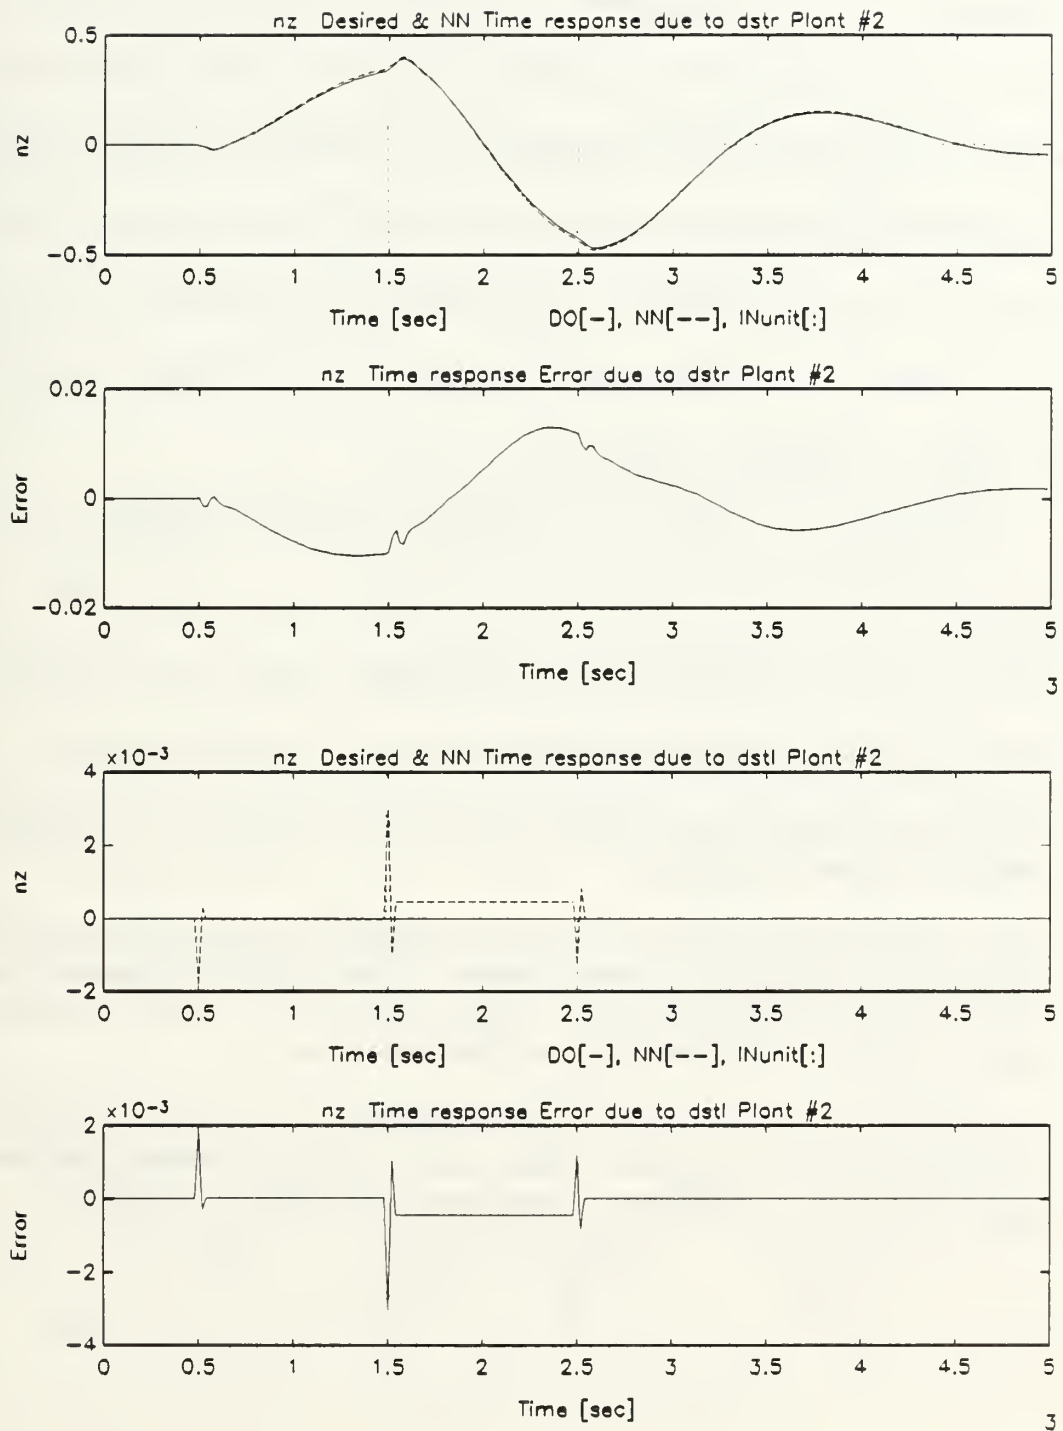 nz Desired & NN Time response due to dstr Plant #2
0.5
0
-0.5
nz
0 0.5 1 1.5 2 2.5 3 3.5 4 4.5 5
Time [sec] DO[-], NN[--], INunit[:]
nz Time response Error due to dstr Plant #2
0.02
0
-0.02
Error
0 0.5 1 1.5 2 2.5 3 3.5 4 4.5 5
Time [sec]
3
×10⁻³ nz Desired & NN Time response due to dstl Plant #2
4
2
0
-2
nz
0 0.5 1 1.5 2 2.5 3 3.5 4 4.5 5
Time [sec] DO[-], NN[--], INunit[:]
×10⁻³ nz Time response Error due to dstl Plant #2
2
0
-2
-4
Error
0 0.5 1 1.5 2 2.5 3 3.5 4 4.5 5
Time [sec]
3